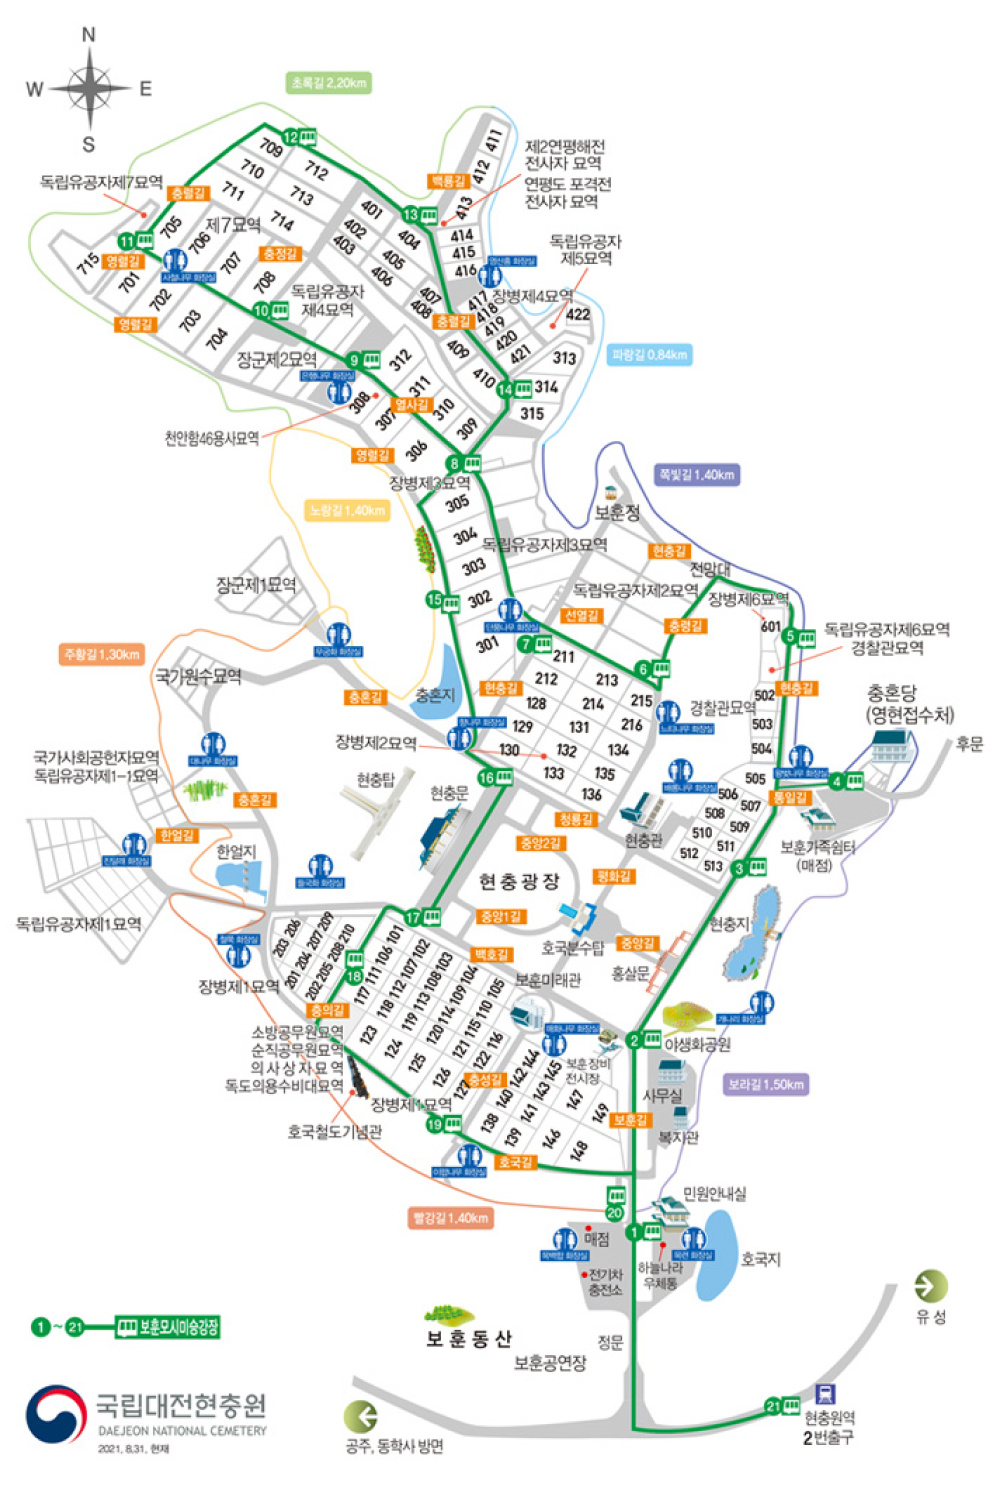 N
W E
S
초록길 2.20km
독립유공자제7묘역
충렬길
709
710
711
712
713
714
12
705
706
707
708
제7묘역
충정길
11
715
영렬길
701
702
703
704
사철나무 화장실
영렬길
10
독립유공자
제4묘역
장군제2묘역
9
은행나무 화장실
308
307
306
312
311
310
309
열사길
천안함46용사묘역
영렬길
백룡길
411
412
413
414
415
416
제2연평해전
전사자 묘역
연평도 포격전
전사자 묘역
13
401
402
403
404
405
406
407
408
409
410
영산홍 화장실
독립유공자
제5묘역
장병제4묘역
417
418
419
420
421
422
충렬길
313
314
315
14
파랑길 0.84km
8
장병제3묘역
305
304
303
302
301
노랑길 1.40km
쪽빛길 1.40km
보훈정
독립유공자제3묘역
현충길
전망대
독립유공자제2묘역
장병제6묘역
601
선열길
충령길
5
독립유공자제6묘역
경찰관묘역
장군제1묘역
15
단풍나무 화장실
7
211
212
213
214
215
216
6
128
129
130
131
132
133
134
135
136
무궁화 화장실
주황길 1.30km
국가원수묘역
충혼길
충혼지
현충길
경찰관묘역
느티나무 화장실
현충길
502
503
504
505
506
507
508
509
510
511
512
513
충혼당
(영현접수처)
후문
향나무 화장실
장병제2묘역
16
대나무 화장실
국가사회공헌자묘역
독립유공자제1-1묘역
충혼길
현충탑
현충문
배롱나무 화장실
4
통일길
청룡길
현충관
보훈가족쉼터
(매점)
3
한얼길
진달래 화장실
한얼지
들국화 화장실
중앙2길
현충광장
평화길
독립유공자제1묘역
17
중앙1길
호국분수탑
중앙길
홍살문
현충지
철쭉 화장실
장병제1묘역
203 206
201 204 207 209
202 205 208 210
18
백호길
101
102
103
104
105
106
107
108
109
110
111
112
113
114
115
116
117
118
119
120
121
122
123
124
125
126
127
보훈미래관
매화나무 화장실
2
개나리 화장실
야생화공원
충의길
소방공무원묘역
순직공무원묘역
의사상자묘역
독도의용수비대묘역
호국철도기념관
장병제1묘역
충성길
보훈장비
전시장
사무실
보라길 1.50km
138
139
140
141
142
143
144
145
146
147
148
149
보훈길
복지관
19
이팝나무 화장실
호국길
빨강길 1.40km
20
민원안내실
1
매점
목백합 화장실
하늘나라
우체통
목련 화장실
호국지
전기차
충전소
유성
1 ~ 21 보훈모시미승강장
보훈동산
정문
보훈공연장
국립대전현충원
DAEJEON NATIONAL CEMETERY
2021. 8.31. 현재
공주, 동학사 방면
21
현충원역
2번출구